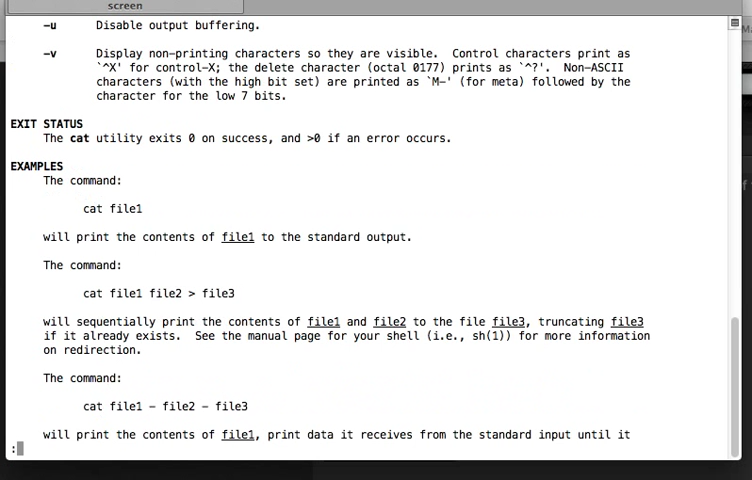 screen
-u Disable output buffering.
-v Display non-printing characters so they are visible. Control characters print as
`^X' for control-X; the delete character (octal 0177) prints as `^?'. Non-ASCII
characters (with the high bit set) are printed as `M-' (for meta) followed by the
character for the low 7 bits.
EXIT STATUS
The cat utility exits 0 on success, and >0 if an error occurs.
EXAMPLES
The command:
cat file1
will print the contents of file1 to the standard output.
The command:
cat file1 file2 > file3
will sequentially print the contents of file1 and file2 to the file file3, truncating file3
if it already exists. See the manual page for your shell (i.e., sh(1)) for more information
on redirection.
The command:
cat file1 - file2 - file3
will print the contents of file1, print data it receives from the standard input until it
: